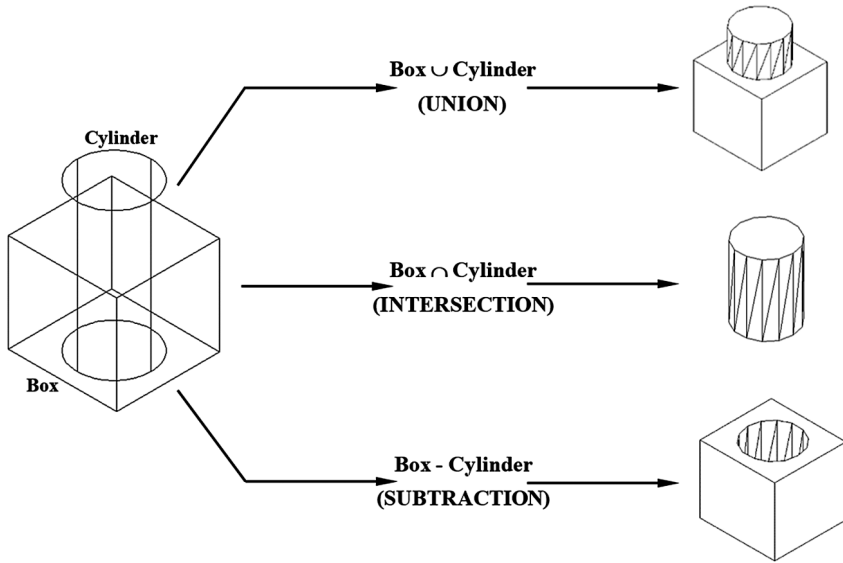 Box ∪ Cylinder
(UNION)
Cylinder
Box ∩ Cylinder
(INTERSECTION)
Box
Box - Cylinder
(SUBTRACTION)